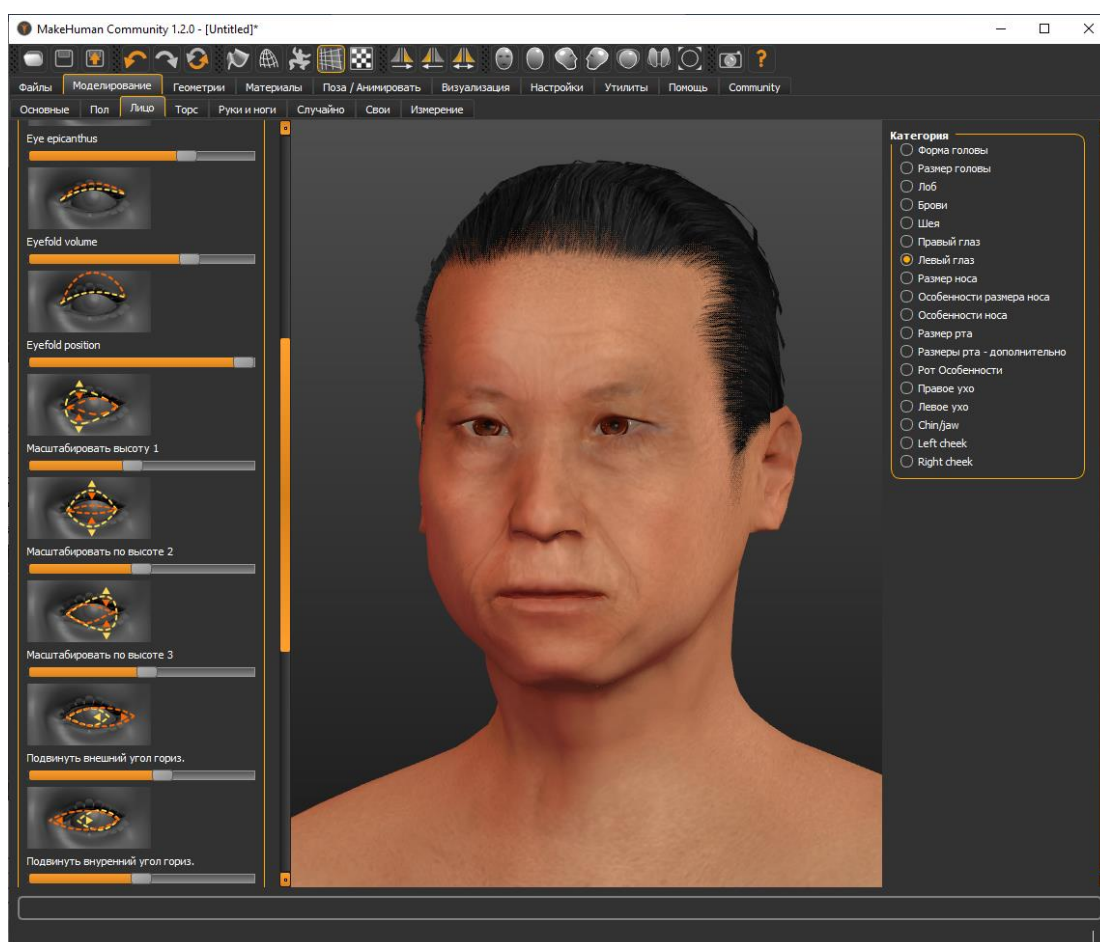 MakeHuman Community 1.2.0 - [Untitled]*
Файлы Моделирование Геометрии Материалы Поза / Анимировать Визуализация Настройки Утилиты Помощь Community
Основные Пол Лицо Торс Руки и ноги Случайно Свои Измерение
Eye epicanthus
Eyefold volume
Eyefold position
Масштабировать высоту 1
Масштабировать по высоте 2
Масштабировать по высоте 3
Подвинуть внешний угол гориз.
Подвинуть внуренний угол гориз.
Категория
Форма головы
Размер головы
Лоб
Брови
Шея
Правый глаз
Левый глаз
Размер носа
Особенности размера носа
Особенности носа
Размер рта
Размеры рта - дополнительно
Рот Особенности
Правое ухо
Левое ухо
Chin/jaw
Left cheek
Right cheek